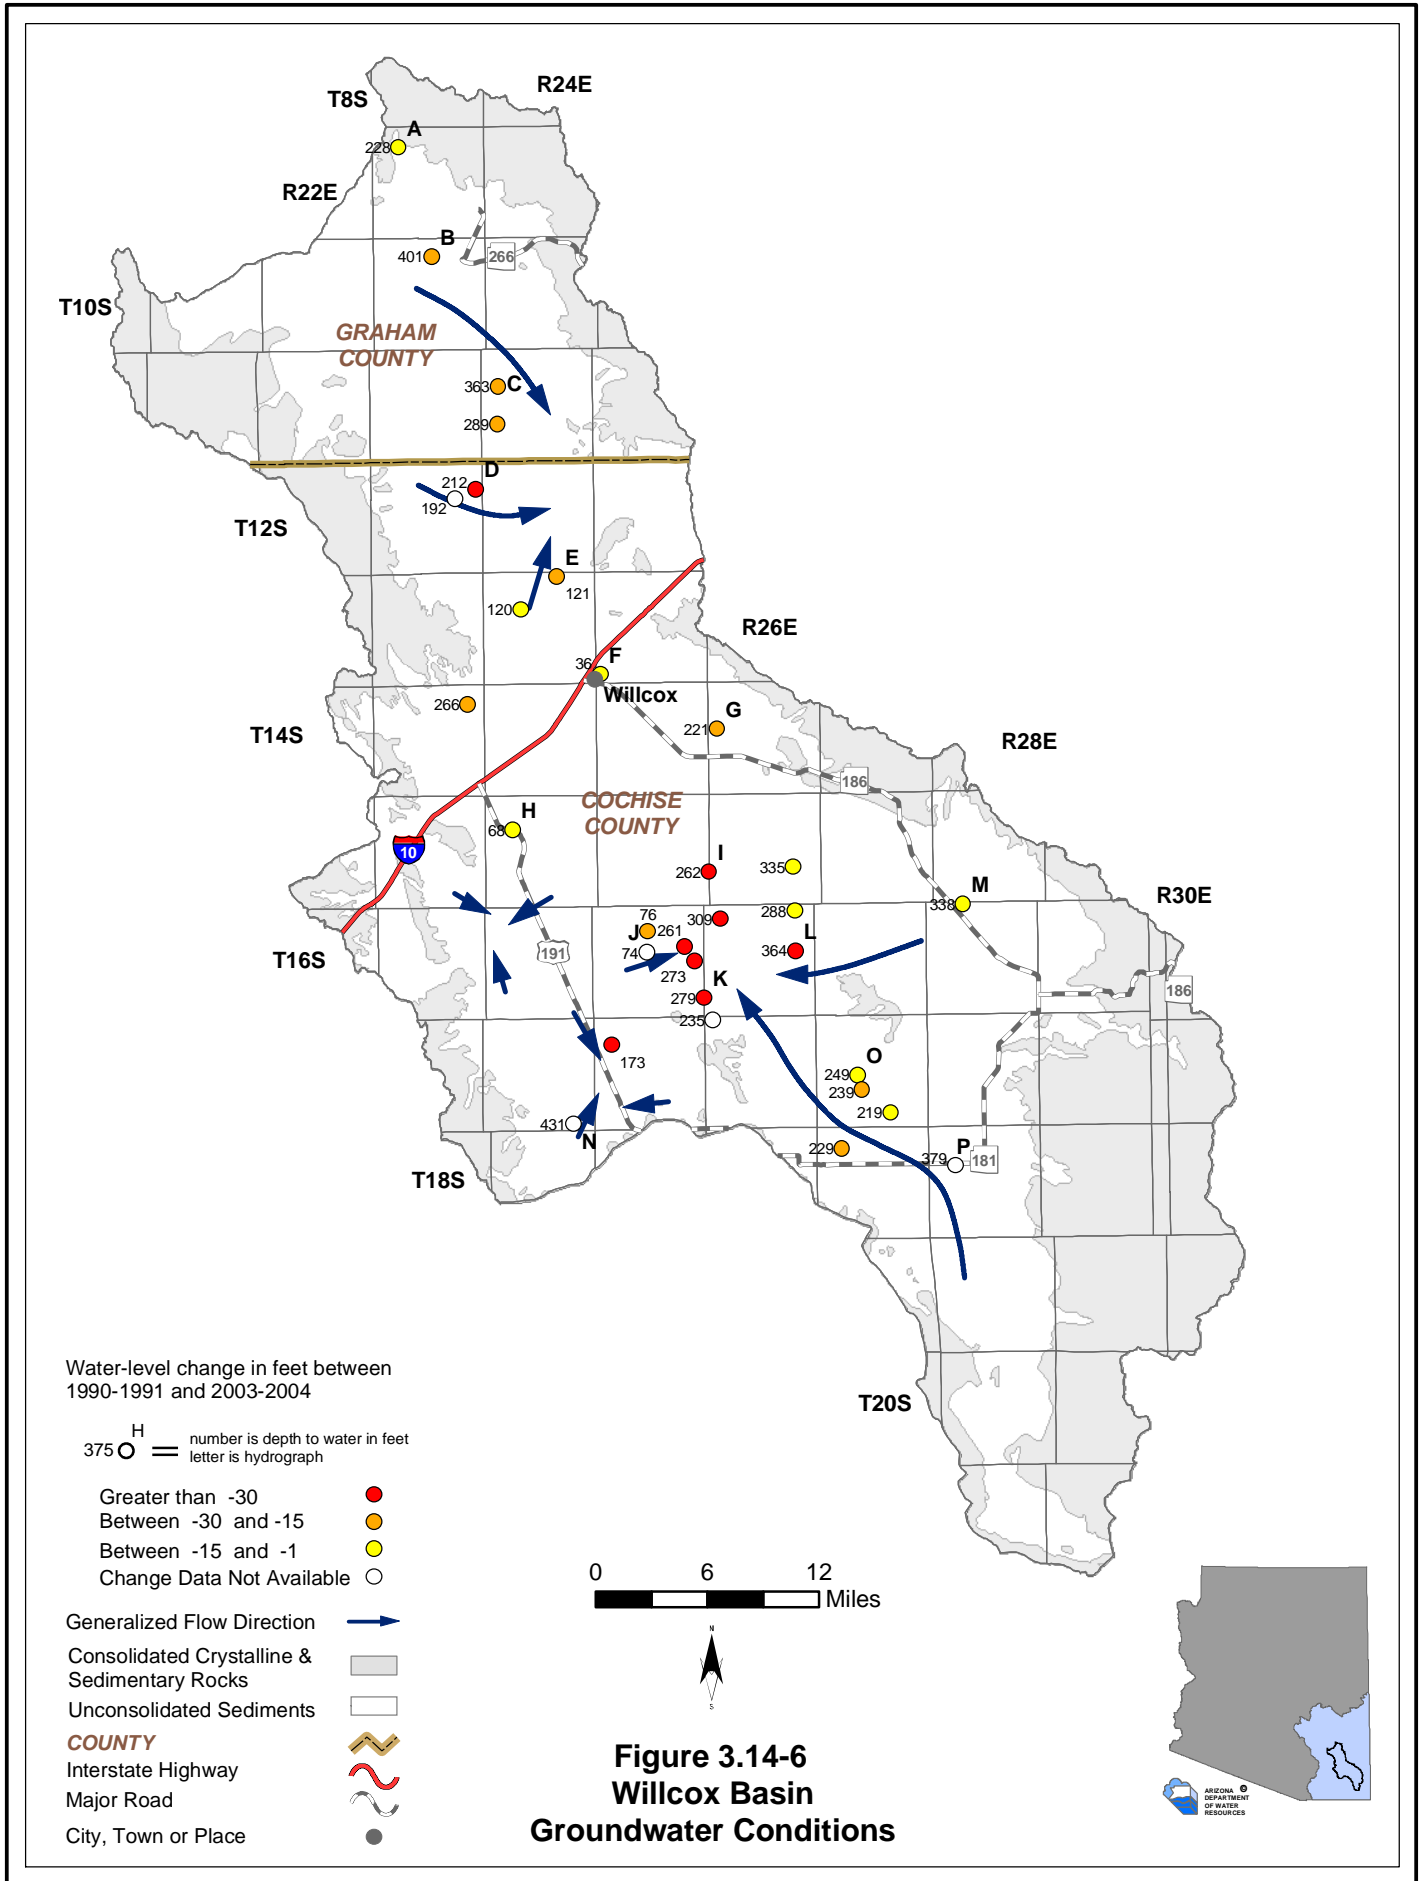 R24E
T8S
A
228
R22E
B
401
266
T10S
GRAHAM
COUNTY
363
C
289
D
212
192
T12S
E
121
120
R26E
F
36
Willcox
266
G
221
T14S
R28E
186
COCHISE
COUNTY
H
68
10
I
262
335
M
338
R30E
288
309
76
J
261
L
74
364
191
T16S
273
K
279
186
235
173
O
249
239
219
431
N
229
P
379
181
T18S
T20S
Water-level change in feet between
1990-1991 and 2003-2004
H
375
number is depth to water in feet
letter is hydrograph
Greater than -30
Between -30 and -15
Between -15 and -1
Change Data Not Available
Generalized Flow Direction
Consolidated Crystalline &
Sedimentary Rocks
Unconsolidated Sediments
COUNTY
Interstate Highway
Major Road
City, Town or Place
0 6 12
Miles
N
S
Figure 3.14-6
Willcox Basin
Groundwater Conditions
ARIZONA ©
DEPARTMENT
OF WATER
RESOURCES